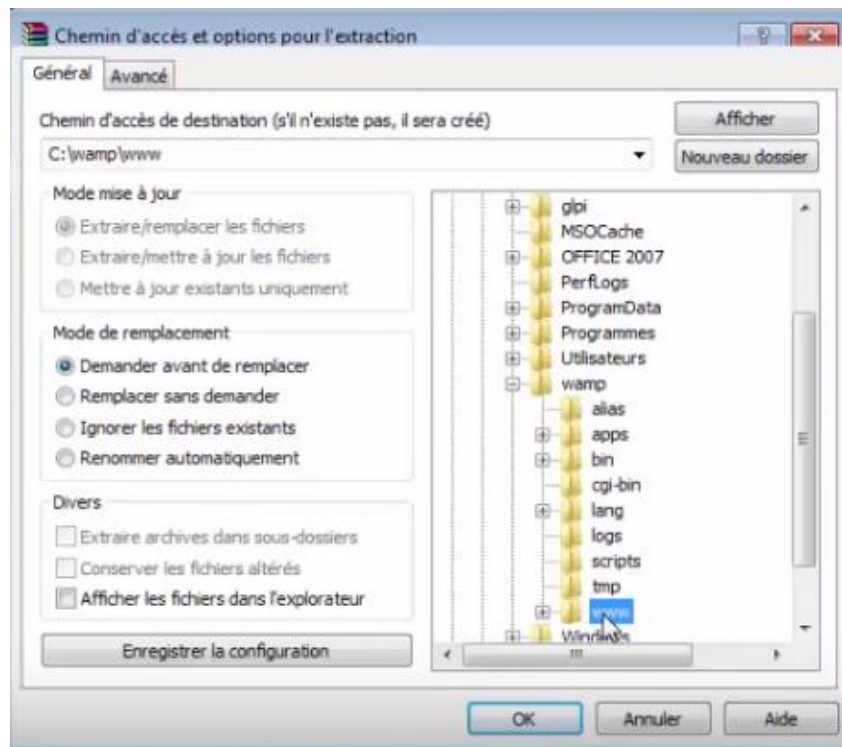 Chemin d'accès et options pour l'extraction
Général
Avancé
Chemin d'accès de destination (s'il n'existe pas, il sera créé)
Afficher
C:\wamp\www
Nouveau dossier
Mode mise à jour
Extraire/remplacer les fichiers
Extraire/mettre à jour les fichiers
Mettre à jour existants uniquement
Mode de remplacement
Demander avant de remplacer
Remplacer sans demander
Ignorer les fichiers existants
Renommer automatiquement
Divers
Extraire archives dans sous-dossiers
Conserver les fichiers altérés
Afficher les fichiers dans l'explorateur
Enregistrer la configuration
glpi
MSOCache
OFFICE 2007
PerfLogs
ProgramData
Programmes
Utilisateurs
wamp
alias
apps
bin
cgi-bin
lang
logs
scripts
tmp
www
Windows
OK
Annuler
Aide